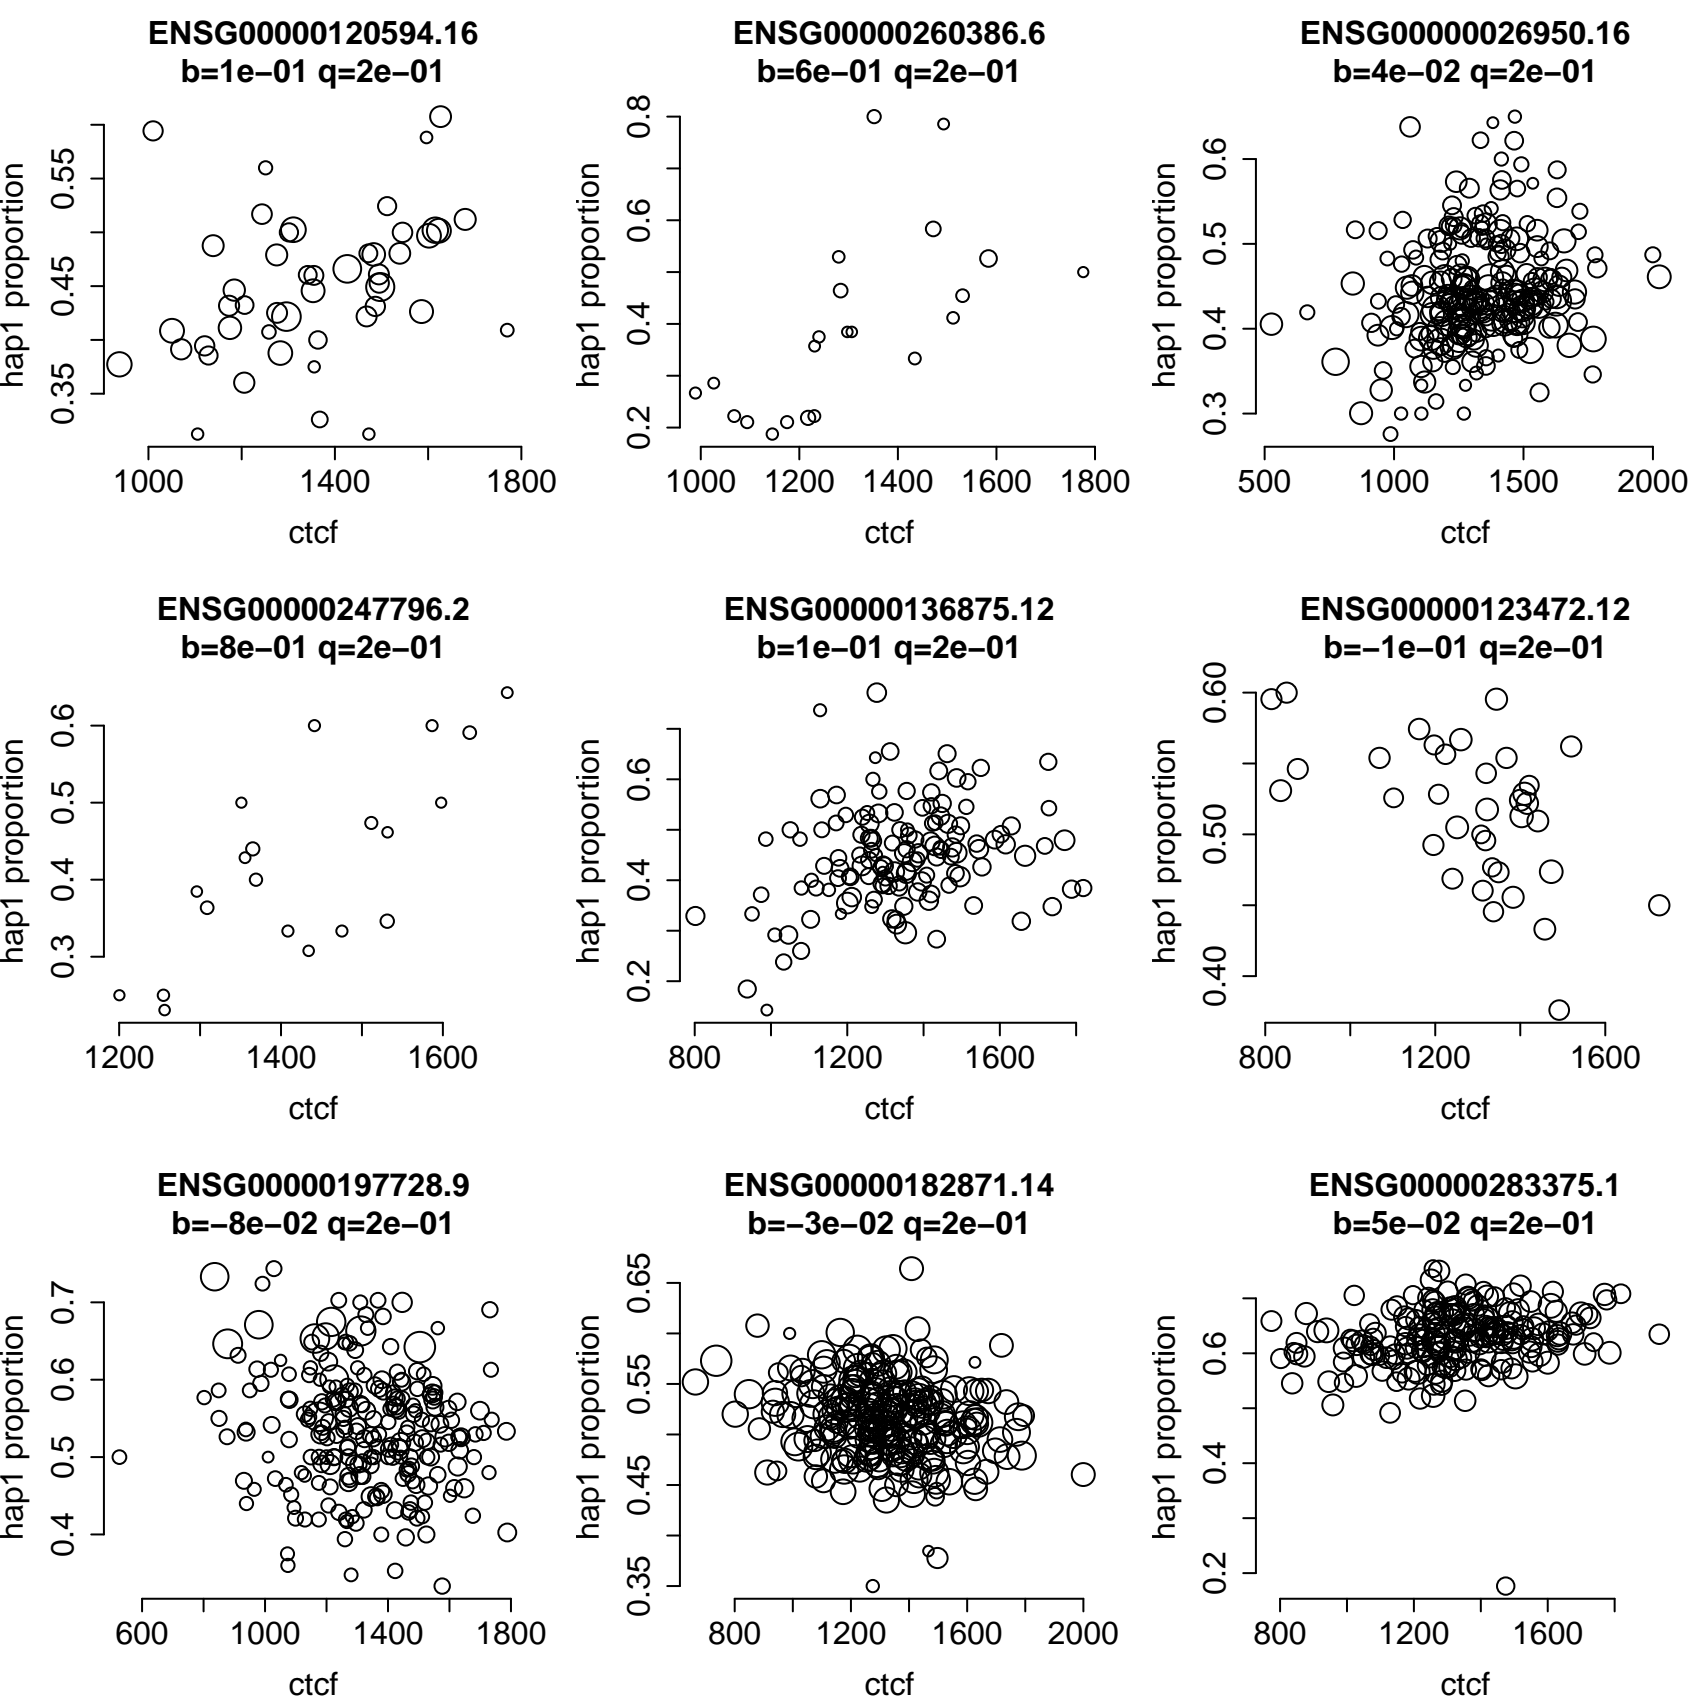 ENSG00000120594.16
b=1e−01 q=2e−01
hap1 proportion
0.35 0.45 0.55
1000 1400 1800
ctcf
ENSG00000260386.6
b=6e−01 q=2e−01
hap1 proportion
0.2 0.4 0.6 0.8
1000 1200 1400 1600 1800
ctcf
ENSG00000026950.16
b=4e−02 q=2e−01
hap1 proportion
0.3 0.4 0.5 0.6
500 1000 1500 2000
ctcf
ENSG00000247796.2
b=8e−01 q=2e−01
hap1 proportion
0.3 0.4 0.5 0.6
1200 1400 1600
ctcf
ENSG00000136875.12
b=1e−01 q=2e−01
hap1 proportion
0.2 0.4 0.6
800 1200 1600
ctcf
ENSG00000123472.12
b=−1e−01 q=2e−01
hap1 proportion
0.40 0.50 0.60
800 1200 1600
ctcf
ENSG00000197728.9
b=−8e−02 q=2e−01
hap1 proportion
0.4 0.5 0.6 0.7
600 1000 1400 1800
ctcf
ENSG00000182871.14
b=−3e−02 q=2e−01
hap1 proportion
0.35 0.45 0.55 0.65
800 1200 1600 2000
ctcf
ENSG00000283375.1
b=5e−02 q=2e−01
hap1 proportion
0.2 0.4 0.6
800 1200 1600
ctcf